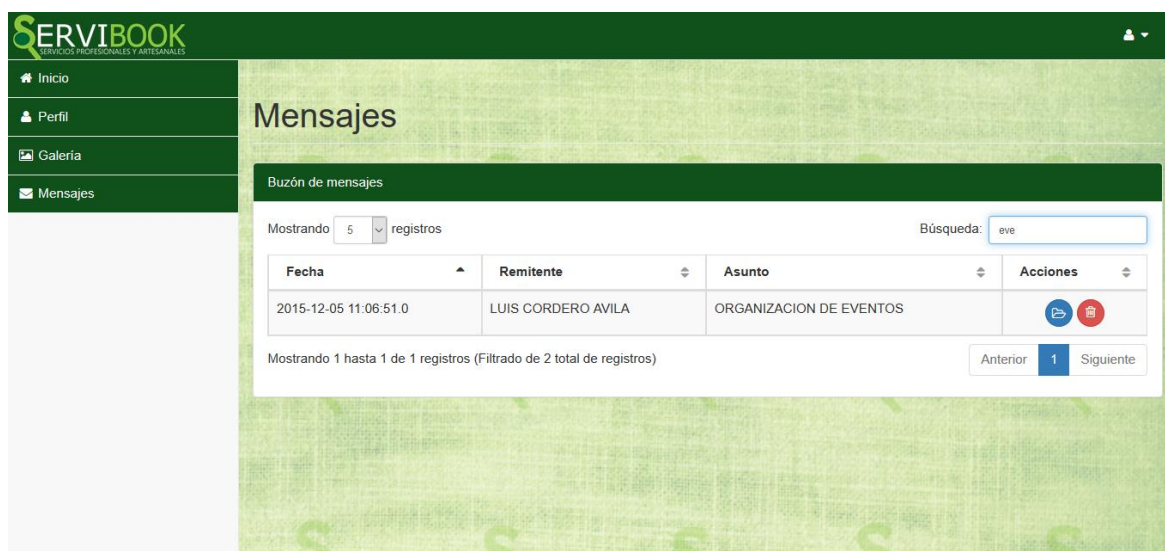 SERVIBOOK
SERVICIOS PROFESIONALES Y ARTESANALES
Inicio
Perfil
Galería
Mensajes
Mensajes
Buzón de mensajes
Mostrando 5 registros Búsqueda: eve
Fecha Remitente Asunto Acciones
2015-12-05 11:06:51.0 LUIS CORDERO AVILA ORGANIZACION DE EVENTOS
Mostrando 1 hasta 1 de 1 registros (Filtrado de 2 total de registros) Anterior 1 Siguiente